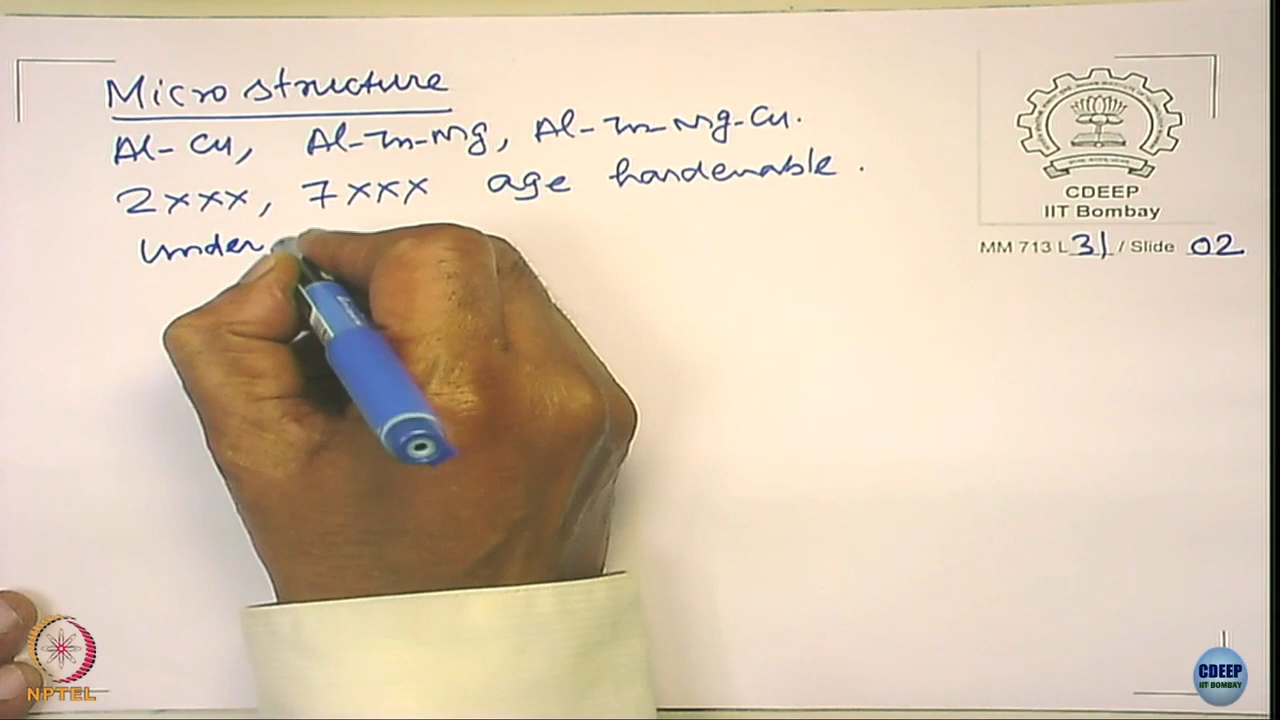 Microstructure
Al-Cu, Al-Zn-Mg, Al-Zn-Mg-Cu.
2xxx, 7xxx age hardenable.
Under
CDEEP
IIT Bombay
MM 713 L 31 / Slide 02
NPTEL
CDEEP
IIT BOMBAY